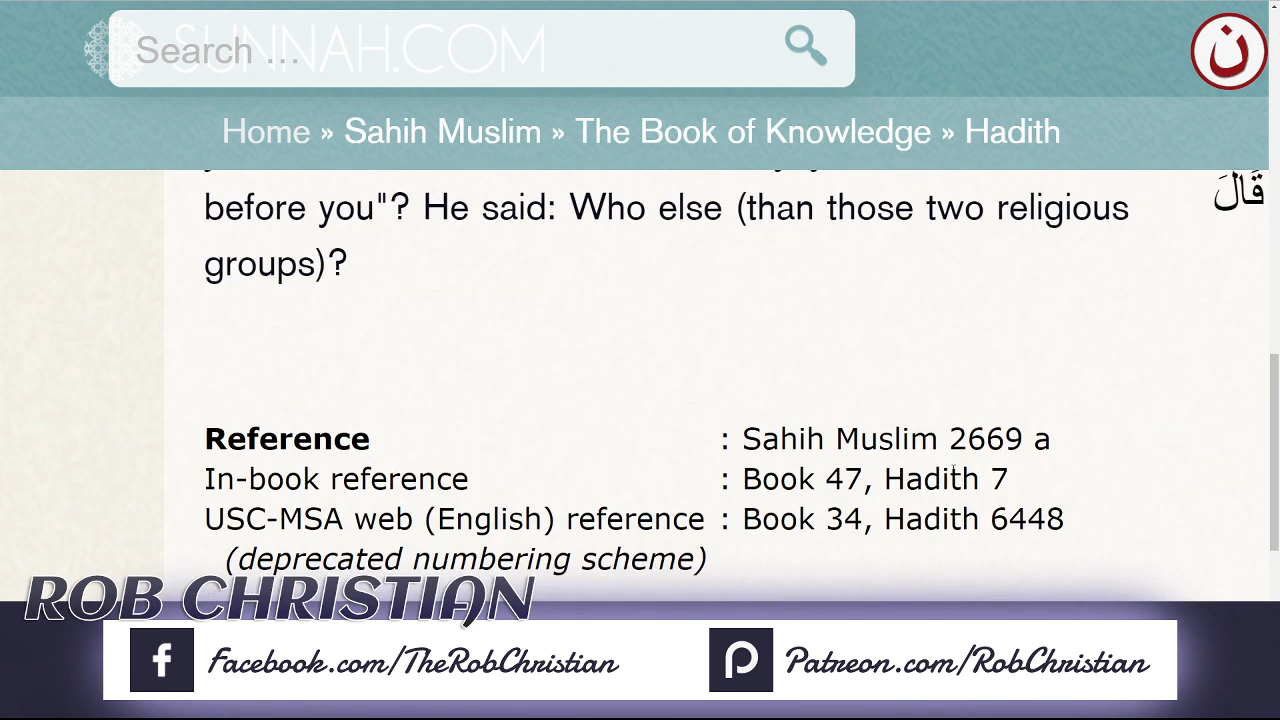 Search ...
SUNNAH.COM
ن
Home » Sahih Muslim » The Book of Knowledge » Hadith
before you"? He said: Who else (than those two religious
groups)?
قَالَ
Reference : Sahih Muslim 2669 a
In-book reference : Book 47, Hadith 7
USC-MSA web (English) reference : Book 34, Hadith 6448
(deprecated numbering scheme)
ROB CHRISTIAN
f Facebook.com/TheRobChristian
Patreon.com/RobChristian